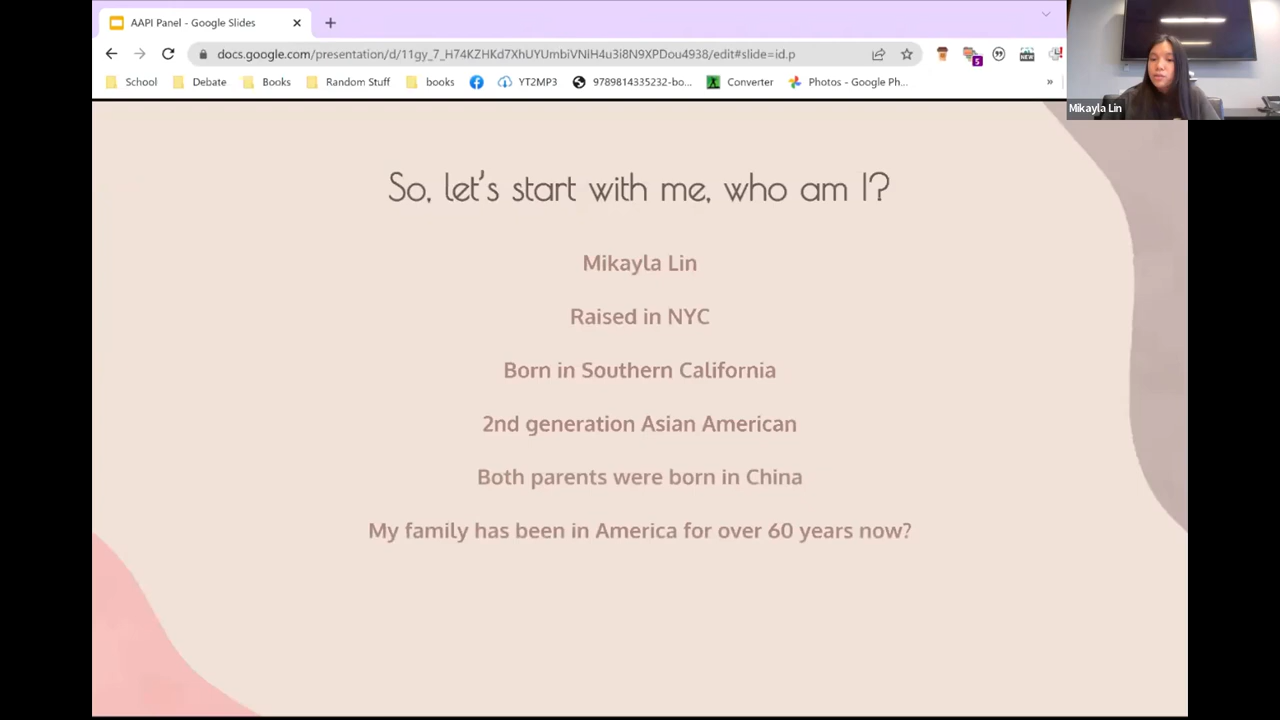 AAPI Panel - Google Slides
docs.google.com/presentation/d/11gy_7_H74KZHKd7XhUYUmbiVNlH4u3i8N9XPDou4938/edit#slide=id.p
School Debate Books Random Stuff books YT2MP3 9789814335232-bo... Converter Photos - Google Ph... »
5
NEW
Mikayla Lin
So, let's start with me, who am I?
Mikayla Lin
Raised in NYC
Born in Southern California
2nd generation Asian American
Both parents were born in China
My family has been in America for over 60 years now?